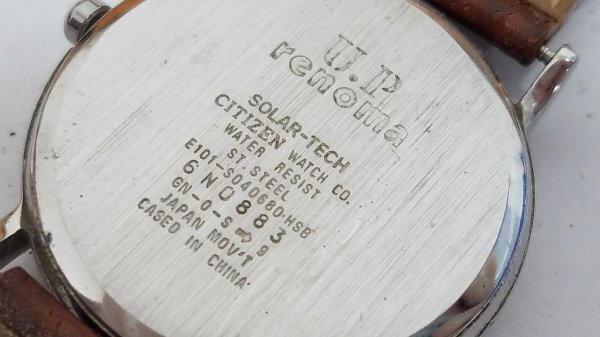 U.P
renoma
SOLAR-TECH
CITIZEN WATCH CO.
WATER RESIST
ST. STEEL
E101-S040680·HSB
6N0883
GN-0-S⇒9
JAPAN MOV'T
CASED IN CHINA